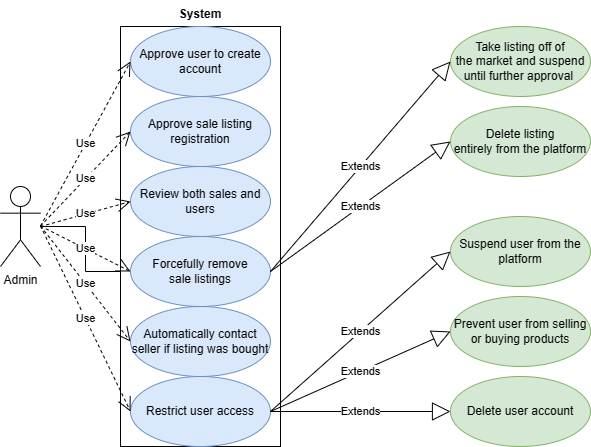 System
Approve user to create
account
Take listing off of
the market and suspend
until further approval
Use
Approve sale listing
registration
Delete listing
entirely from the platform
Extends
Use
Review both sales and
users
Extends
Use
Suspend user from the
platform
Use
Forcefully remove
sale listings
Admin
Use
Automatically contact
seller if listing was bought
Extends
Prevent user from selling
or buying products
Use
Extends
Restrict user access
Extends
Delete user account